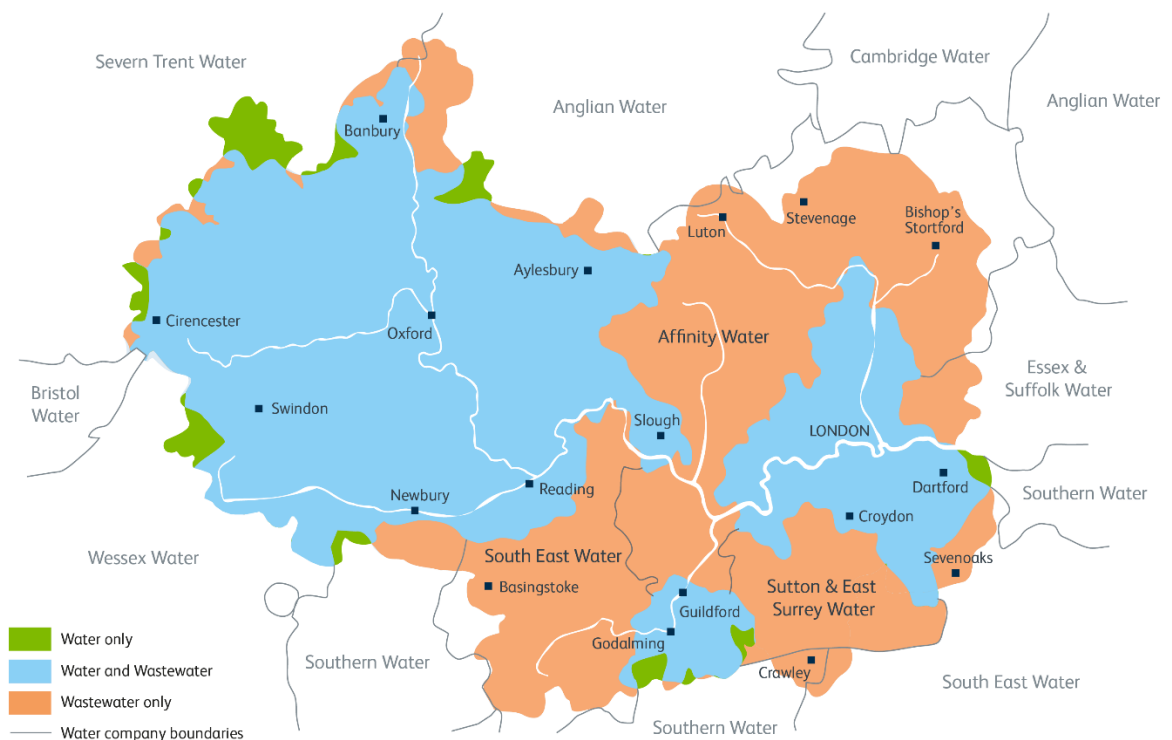 Severn Trent Water
Cambridge Water
Anglian Water
Anglian Water
Banbury
Stevenage
Bishop's
Stortford
Luton
Aylesbury
Cirencester
Oxford
Affinity Water
Essex &
Suffolk Water
Bristol
Water
Swindon
Slough
LONDON
Dartford
Reading
Newbury
Southern Water
Croydon
Wessex Water
South East Water
Sevenoaks
Basingstoke
Sutton & East
Surrey Water
Guildford
Godalming
Southern Water
Crawley
South East Water
Southern Water
Water only
Water and Wastewater
Wastewater only
Water company boundaries